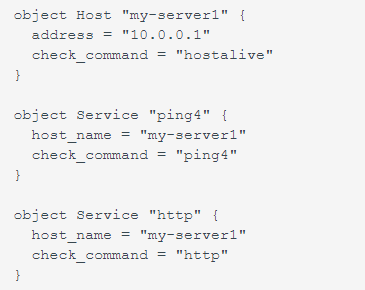 object Host "my-server1" {
  address = "10.0.0.1"
  check_command = "hostalive"
}

object Service "ping4" {
  host_name = "my-server1"
  check_command = "ping4"
}

object Service "http" {
  host_name = "my-server1"
  check_command = "http"
}